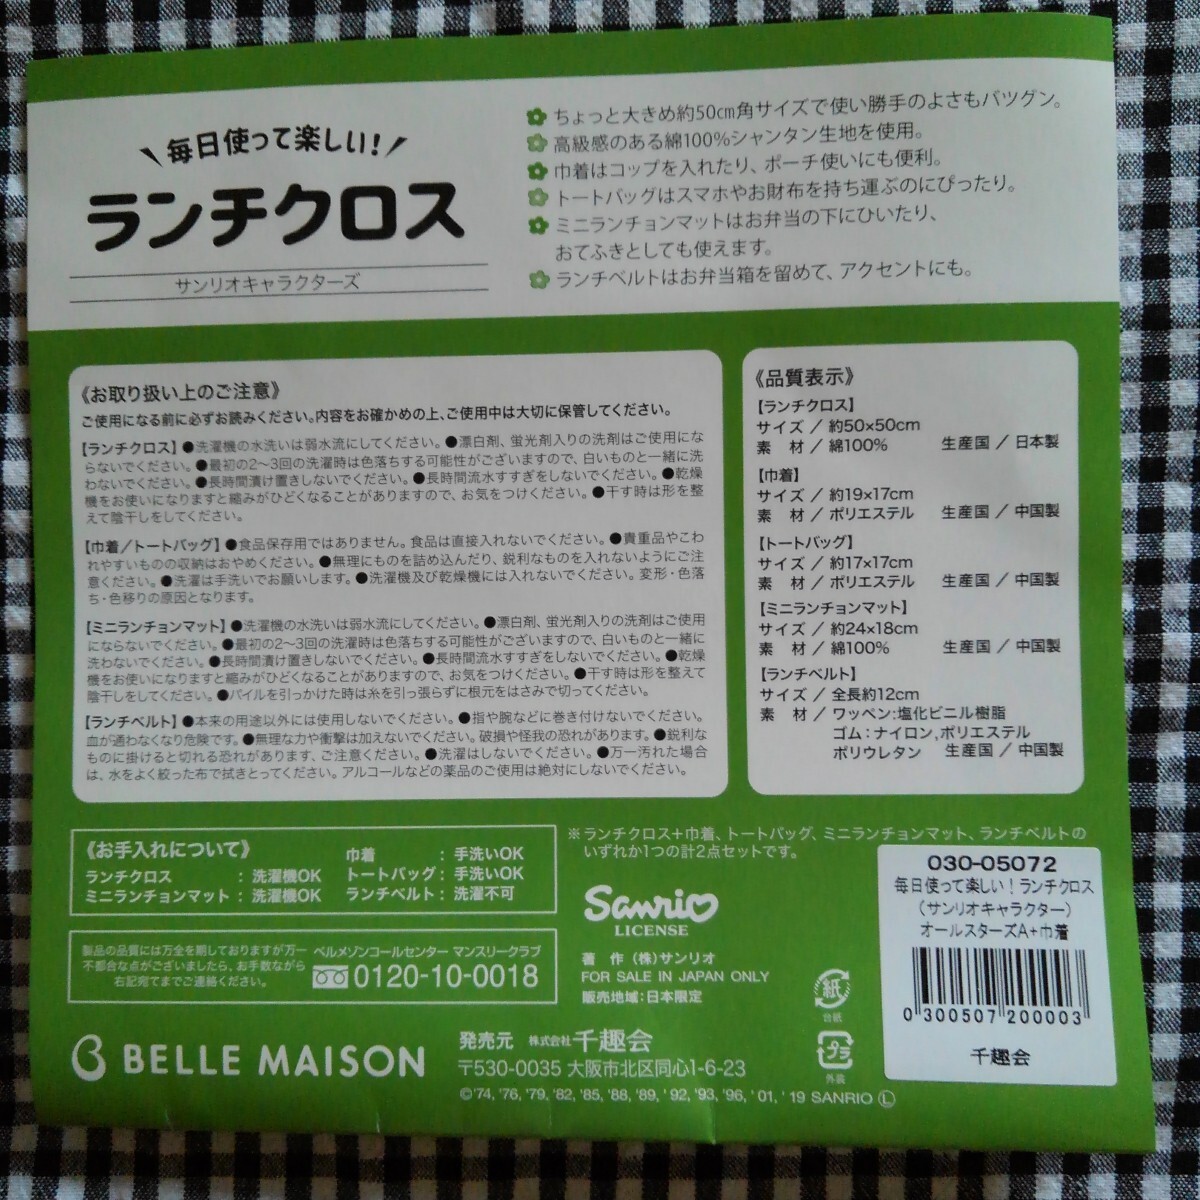 毎日使って楽しい!
ランチクロス
サンリオキャラクターズ
ちょっと大きめ約50㎝角サイズで使い勝手のよさもバツグン。
高級感のある綿100%シャンタン生地を使用。
巾着はコップを入れたり、ポーチ使いにも便利。
トートバッグはスマホやお財布を持ち運ぶのにぴったり。
ミニランチョンマットはお弁当の下にひいたり、
おてふきとしても使えます。
ランチベルトはお弁当箱を留めて、アクセントにも。
《お取り扱い上のご注意》
ご使用になる前に必ずお読みください。内容をお確かめの上、ご使用中は大切に保管してください。
【ランチクロス】●洗濯機の水洗いは弱水流にしてください。●漂白剤、蛍光剤入りの洗剤はご使用にな
らないでください。●最初の2~3回の洗濯時は色落ちする可能性がございますので、白いものと一緒に洗
わないでください。●長時間漬け置きしないでください。●長時間流水すすぎをしないでください。●乾燥
機をお使いになりますと縮みがひどくなることがありますので、お気をつけください。●干す時は形を整
えて陰干しをしてください。
【巾着/トートバッグ】●食品保存用ではありません。食品は直接入れないでください。●貴重品やこわ
れやすいものの収納はおやめください。●無理にものを詰め込んだり、鋭利なものを入れないようにご注
意ください。●洗濯は手洗いでお願いします。●洗濯機及び乾燥機には入れないでください。変形・色落
ち・色移りの原因となります。
【ミニランチョンマット】●洗濯機の水洗いは弱水流にしてください。●漂白剤、蛍光剤入りの洗剤はご使用
にならないでください。●最初の2~3回の洗濯時は色落ちする可能性がございますので、白いものと一緒に
洗わないでください。●長時間漬け置きしないでください。●長時間流水すすぎをしないでください。●乾燥
機をお使いになりますと縮みがひどくなることがありますので、お気をつけください。●干す時は形を整えて
陰干しをしてください。●パイルを引っかけた時は糸を引っ張らずに根元をはさみで切ってください。
【ランチベルト】●本来の用途以外には使用しないでください。●指や腕などに巻き付けないでください。
血が通わなくなり危険です。●無理な力や衝撃は加えないでください。破損や怪我の恐れがあります。●鋭利な
ものに掛けると切れる恐れがあります、ご注意ください。●洗濯はしないでください。●万一汚れた場合
は、水をよく絞った布で拭きとってください。アルコールなどの薬品のご使用は絶対にしないでください。
《品質表示》
【ランチクロス】
サイズ / 約50×50cm
素 材 / 綿100% 生産国 / 日本製
【巾着】
サイズ / 約19×17cm
素 材 / ポリエステル 生産国 / 中国製
【トートバッグ】
サイズ / 約17×17cm
素 材 / ポリエステル 生産国 / 中国製
【ミニランチョンマット】
サイズ / 約24×18cm
素 材 / 綿100% 生産国 / 中国製
【ランチベルト】
サイズ / 全長約12cm
素 材 / ワッペン:塩化ビニル樹脂
ゴム:ナイロン,ポリエステル
ポリウレタン 生産国 / 中国製
《お手入れについて》
ランチクロス : 洗濯機OK
ミニランチョンマット : 洗濯機OK
巾着 : 手洗いOK
トートバッグ : 手洗いOK
ランチベルト : 洗濯不可
※ランチクロス+巾着、トートバッグ、ミニランチョンマット、ランチベルトの
いずれか1つの計2点セットです。
製品の品質には万全を期しておりますが万一
不都合な点がございましたら、お手数ながら
右記宛てまでご連絡ください。
ベルメゾンコールセンター マンスリークラブ
0120-10-0018
Sanrio
LICENSE
著 作 (株)サンリオ
FOR SALE IN JAPAN ONLY
販売地域:日本限定
紙
台紙
プラ
外装
030-05072
毎日使って楽しい!ランチクロス
(サンリオキャラクター)
オールスターズA+巾着
0 300507 200003
千趣会
BELLE MAISON
発売元 株式会社 千趣会
〒530-0035 大阪市北区同心1-6-23
©'74, '76, '79, '82, '85, '88, '89, '92, '93, '96, '01, '19 SANRIO Ⓛ